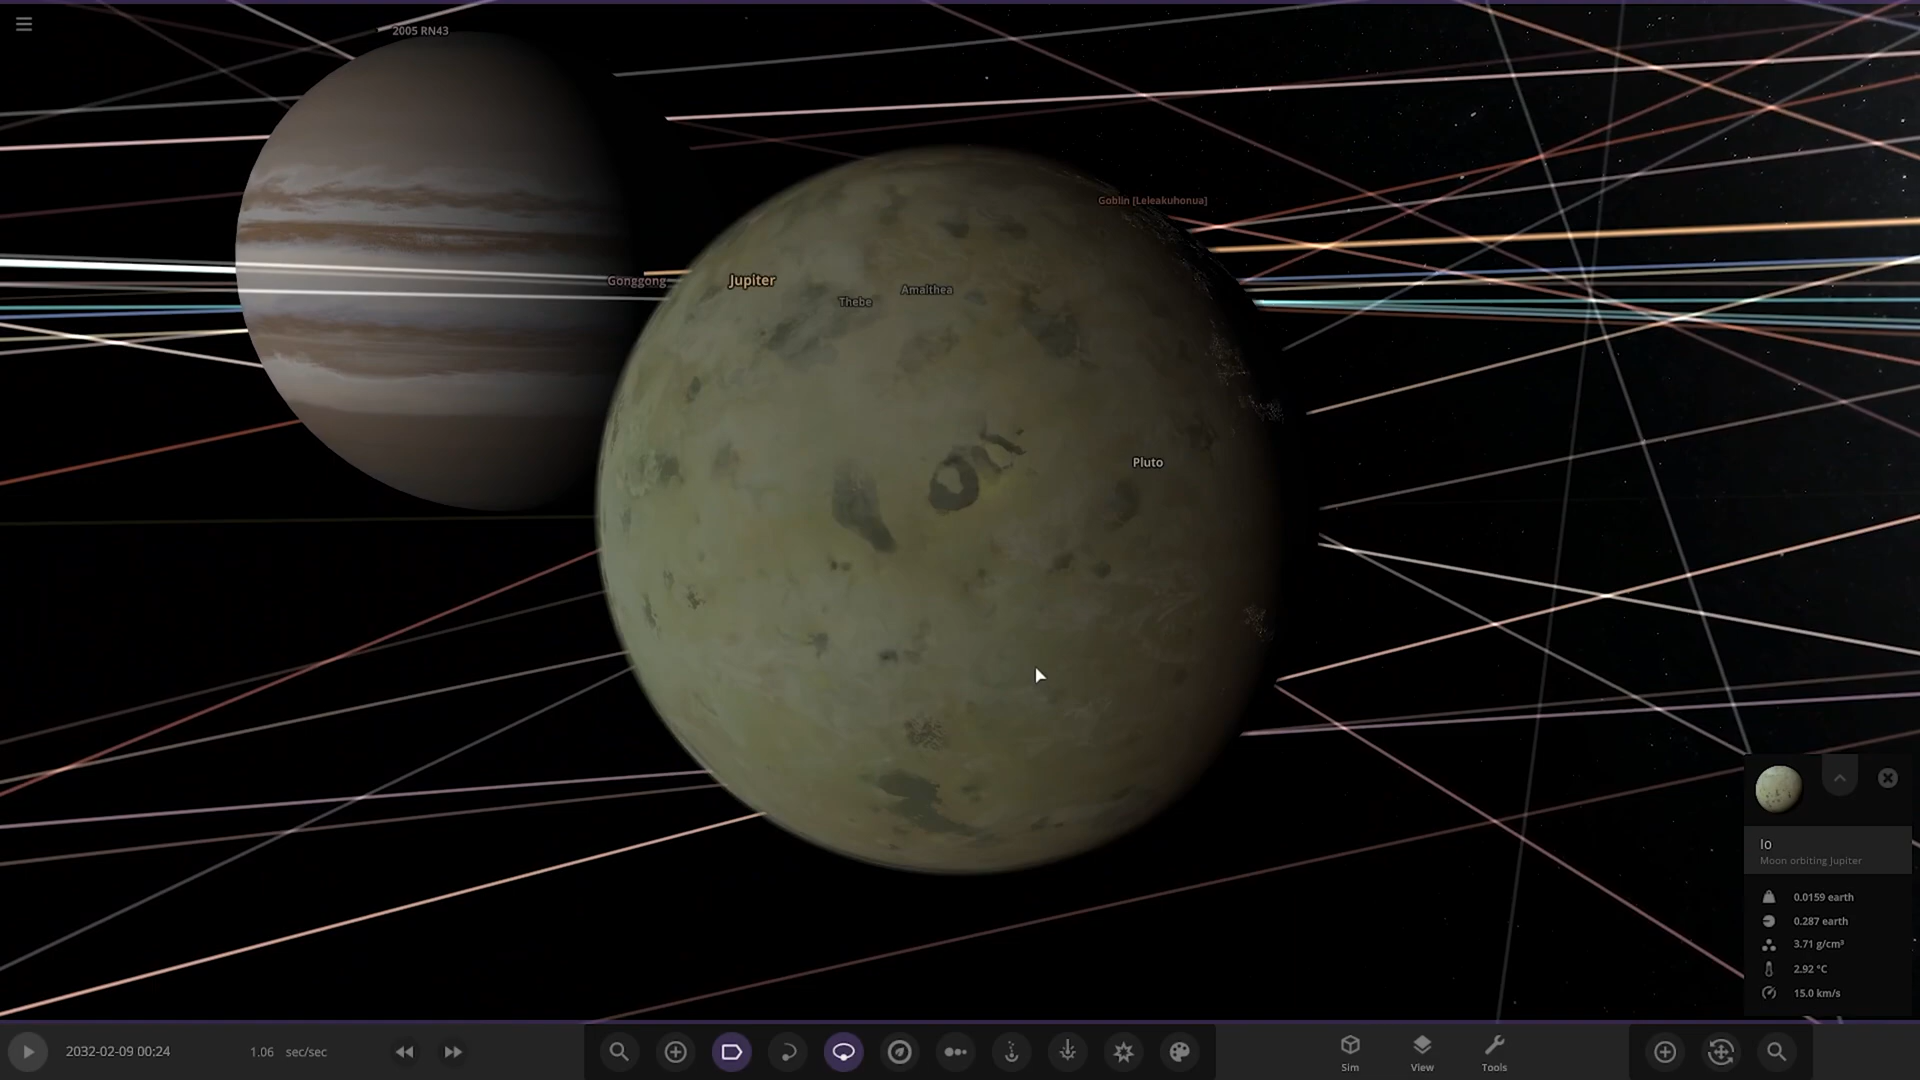 2005 RN43
Goblin [Leleakuhonua]
Gonggong
Jupiter
Thebe
Amalthea
Pluto
Io
Moon orbiting Jupiter
0.0159 earth
0.287 earth
3.71 g/cm³
2.92 °C
15.0 km/s
2032-02-09 00:24
1.06 sec/sec
Sim
View
Tools